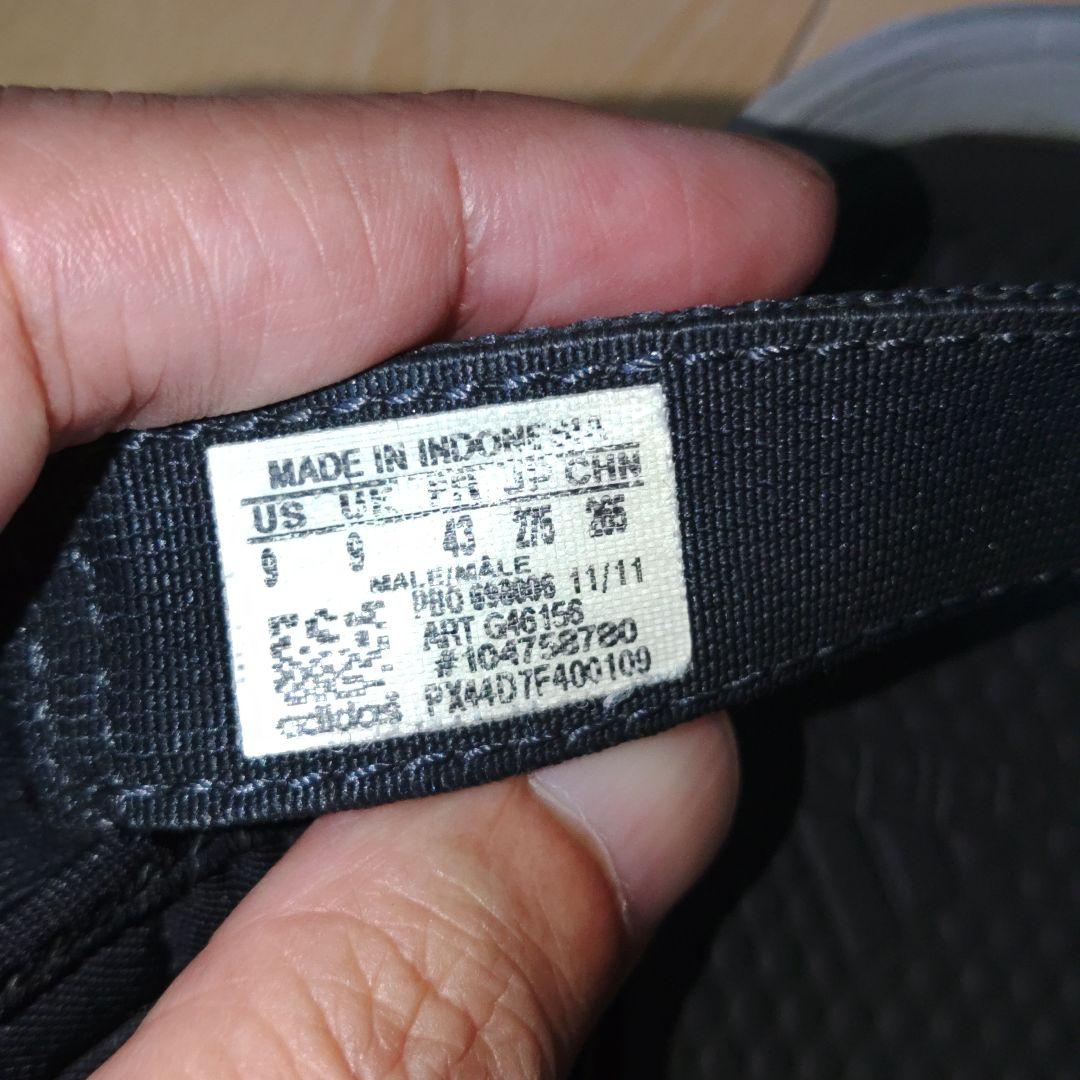 MADE IN INDONESIA
US UK FR JP CHN
9 9 43 275 265
MALE/MALE
11/11
ART G46156
#104758780
PX44D7F400109
adidas